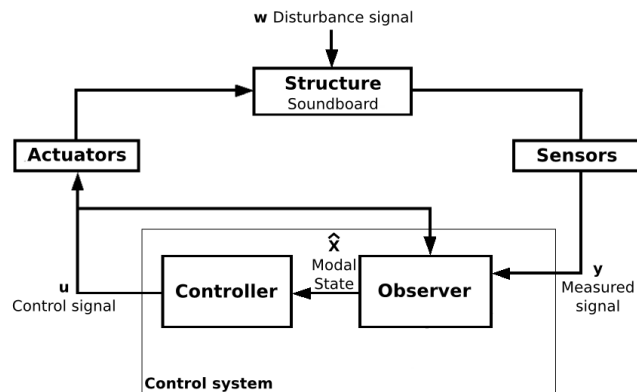 w Disturbance signal
Structure
Soundboard
Actuators
Sensors
x̂
Modal
State
u
Control signal
Controller
Observer
y
Measured
signal
Control system